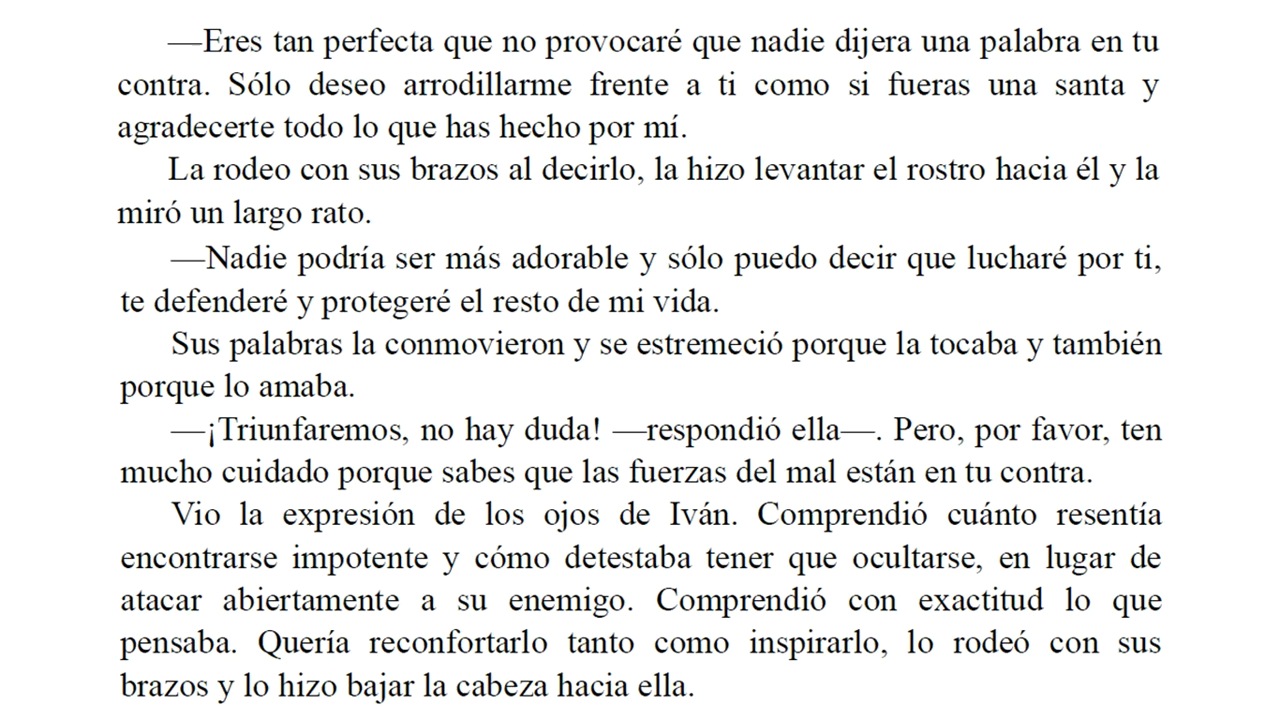 —Eres tan perfecta que no provocaré que nadie dijera una palabra en tu
contra. Sólo deseo arrodillarme frente a ti como si fueras una santa y
agradecerte todo lo que has hecho por mí.
La rodeo con sus brazos al decirlo, la hizo levantar el rostro hacia él y la
miró un largo rato.
—Nadie podría ser más adorable y sólo puedo decir que lucharé por ti,
te defenderé y protegeré el resto de mi vida.
Sus palabras la conmovieron y se estremeció porque la tocaba y también
porque lo amaba.
—¡Triunfaremos, no hay duda! —respondió ella—. Pero, por favor, ten
mucho cuidado porque sabes que las fuerzas del mal están en tu contra.
Vio la expresión de los ojos de Iván. Comprendió cuánto resentía
encontrarse impotente y cómo detestaba tener que ocultarse, en lugar de
atacar abiertamente a su enemigo. Comprendió con exactitud lo que
pensaba. Quería reconfortarlo tanto como inspirarlo, lo rodeó con sus
brazos y lo hizo bajar la cabeza hacia ella.